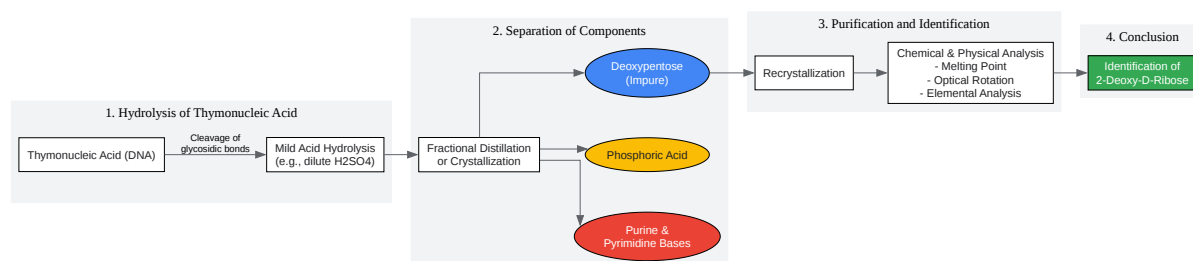 1. Hydrolysis of Thymonucleic Acid
Thymonucleic Acid (DNA)
Cleavage of
glycosidic bonds
Mild Acid Hydrolysis
(e.g., dilute H2SO4)
2. Separation of Components
Fractional Distillation
or Crystallization
Deoxypentose
(Impure)
Phosphoric Acid
Purine &
Pyrimidine Bases
3. Purification and Identification
Recrystallization
Chemical & Physical Analysis
- Melting Point
- Optical Rotation
- Elemental Analysis
4. Conclusion
Identification of
2-Deoxy-D-Ribose